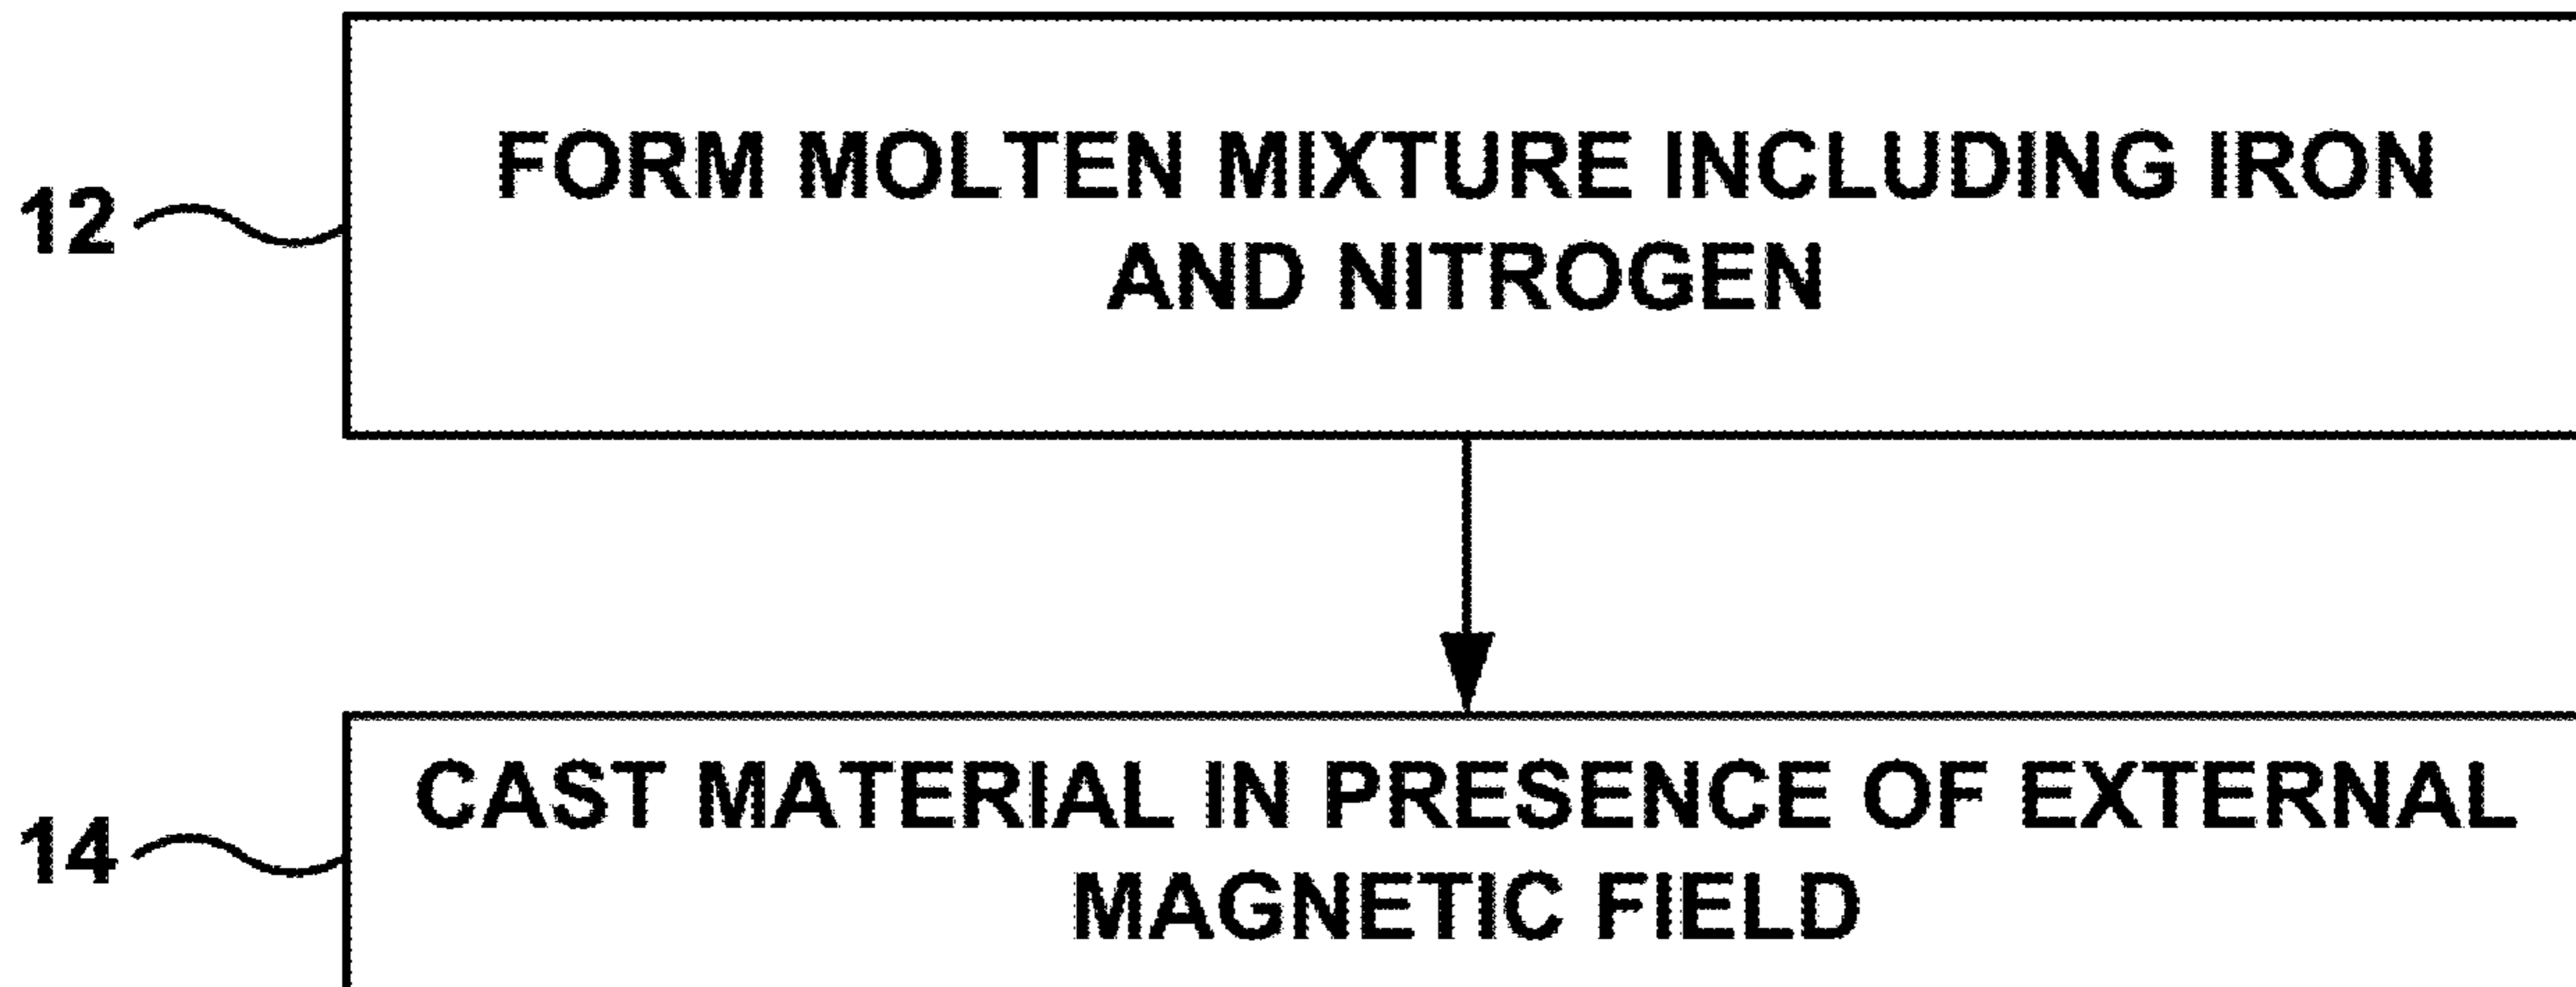 12
FORM MOLTEN MIXTURE INCLUDING IRON
AND NITROGEN
14
CAST MATERIAL IN PRESENCE OF EXTERNAL
MAGNETIC FIELD